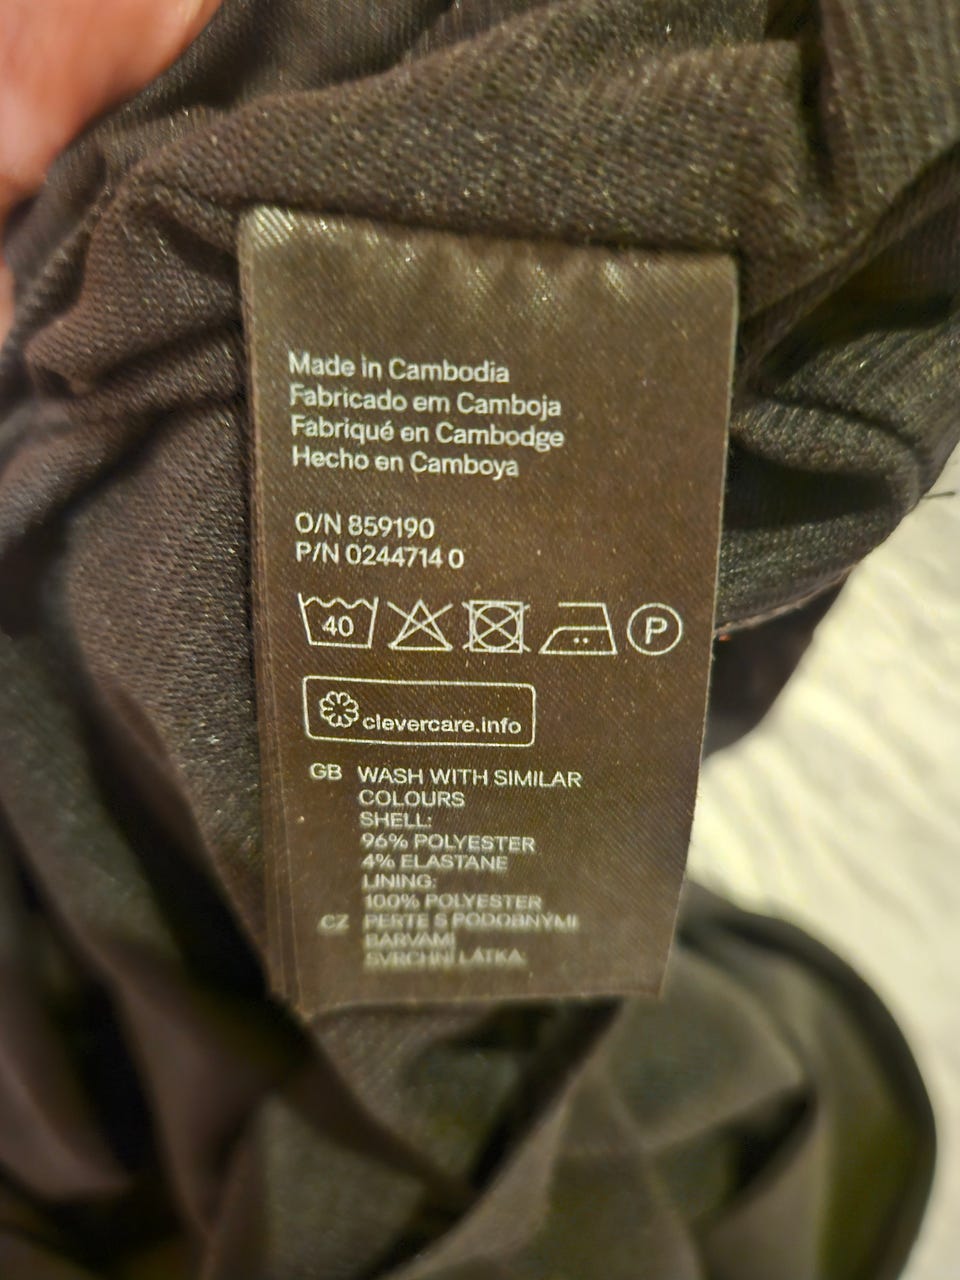 Made in Cambodia
Fabricado em Camboja
Fabriqué en Cambodge
Hecho en Camboya
O/N 859190
P/N 0244714 0
40 P
clevercare.info
GB WASH WITH SIMILAR
COLOURS
SHELL:
96% POLYESTER
4% ELASTANE
LINING:
100% POLYESTER
CZ PERTE S PODOBNÝMI
BARVAMI
SVRCHNÍ LÁTKA: